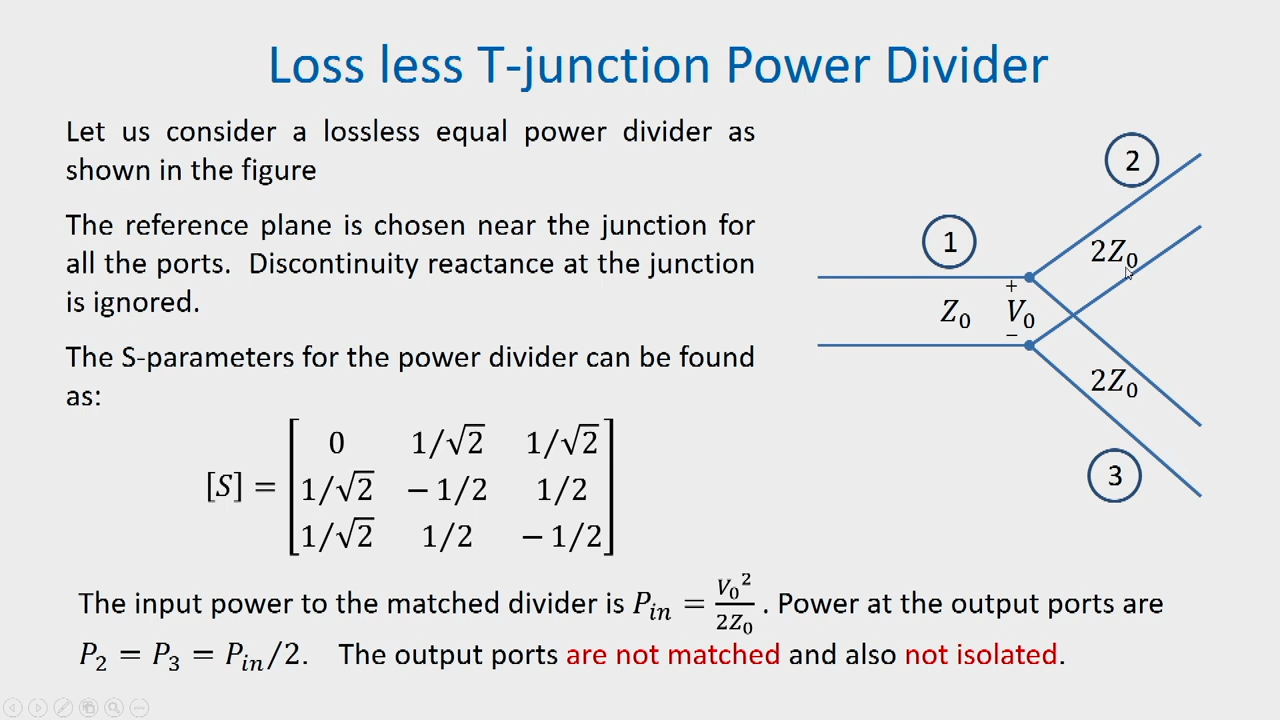 Loss less T-junction Power Divider
Let us consider a lossless equal power divider as
shown in the figure
The reference plane is chosen near the junction for
all the ports. Discontinuity reactance at the junction
is ignored.
The S-parameters for the power divider can be found
as:
[S] = [0 1/√2 1/√2
1/√2 − 1/2 1/2
1/√2 1/2 − 1/2]
The input power to the matched divider is P_in = V_0^2/2Z_0 . Power at the output ports are
P_2 = P_3 = P_in/2. The output ports are not matched and also not isolated.
2
1
2Z_0
+
Z_0 V_0
−
2Z_0
3